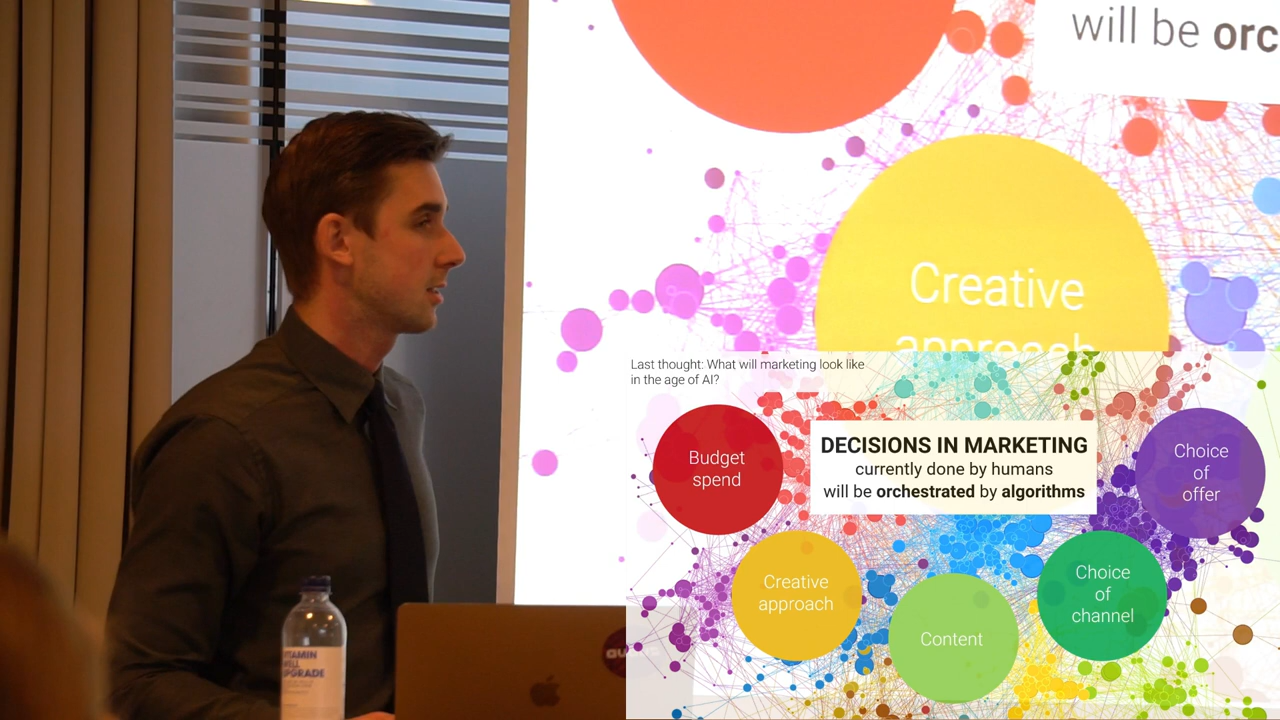 will be orc
Creative
approach
Last thought: What will marketing look like
in the age of AI?
DECISIONS IN MARKETING
currently done by humans
will be orchestrated by algorithms
Budget
spend
Choice
of
offer
Creative
approach
Choice
of
channel
Content
VITAMIN
WELL
UPGRADE